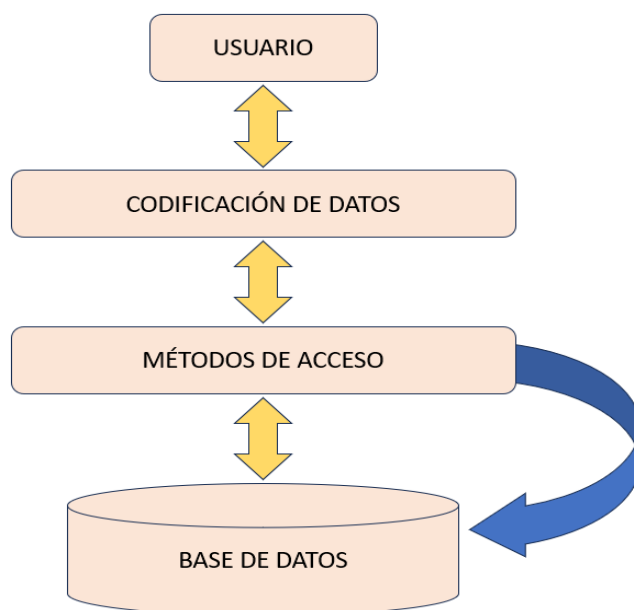 USUARIO
CODIFICACIÓN DE DATOS
MÉTODOS DE ACCESO
BASE DE DATOS